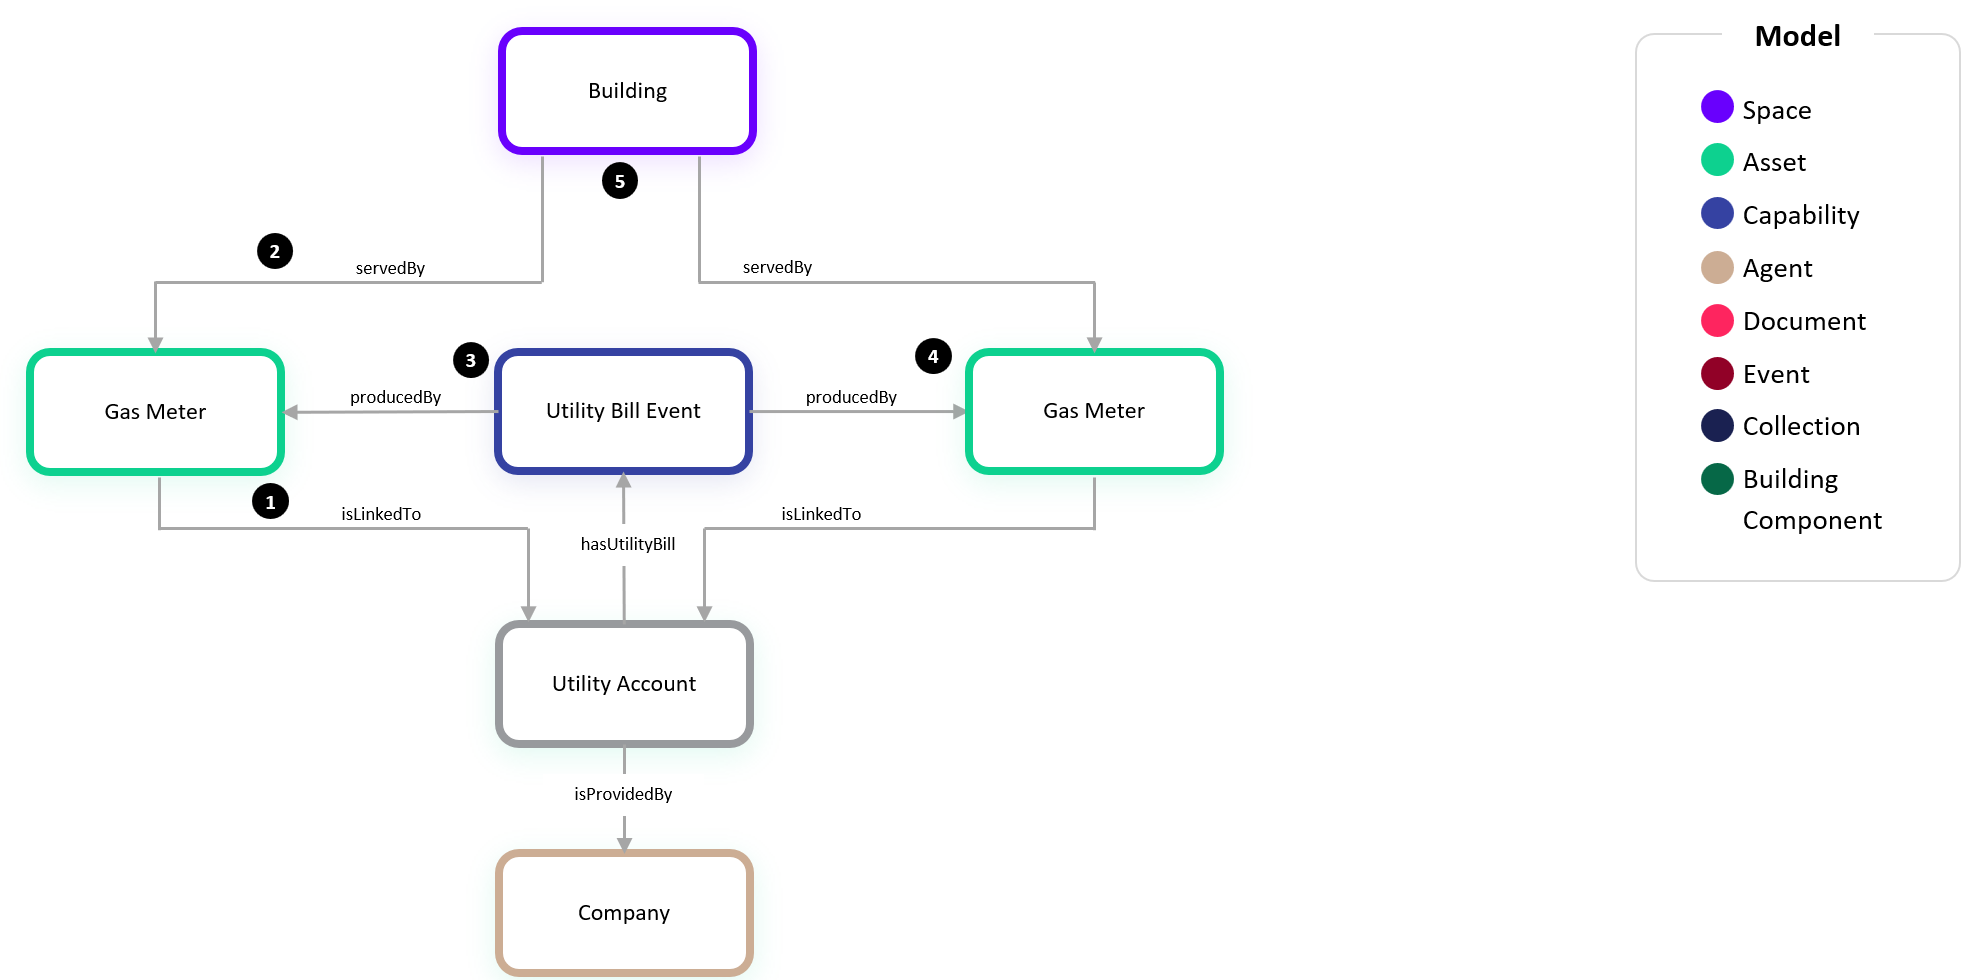 Building
5
2
servedBy
servedBy
3
4
Gas Meter
producedBy
Utility Bill Event
producedBy
Gas Meter
1
isLinkedTo
hasUtilityBill
isLinkedTo
Utility Account
isProvidedBy
Company
Model
Space
Asset
Capability
Agent
Document
Event
Collection
Building
Component